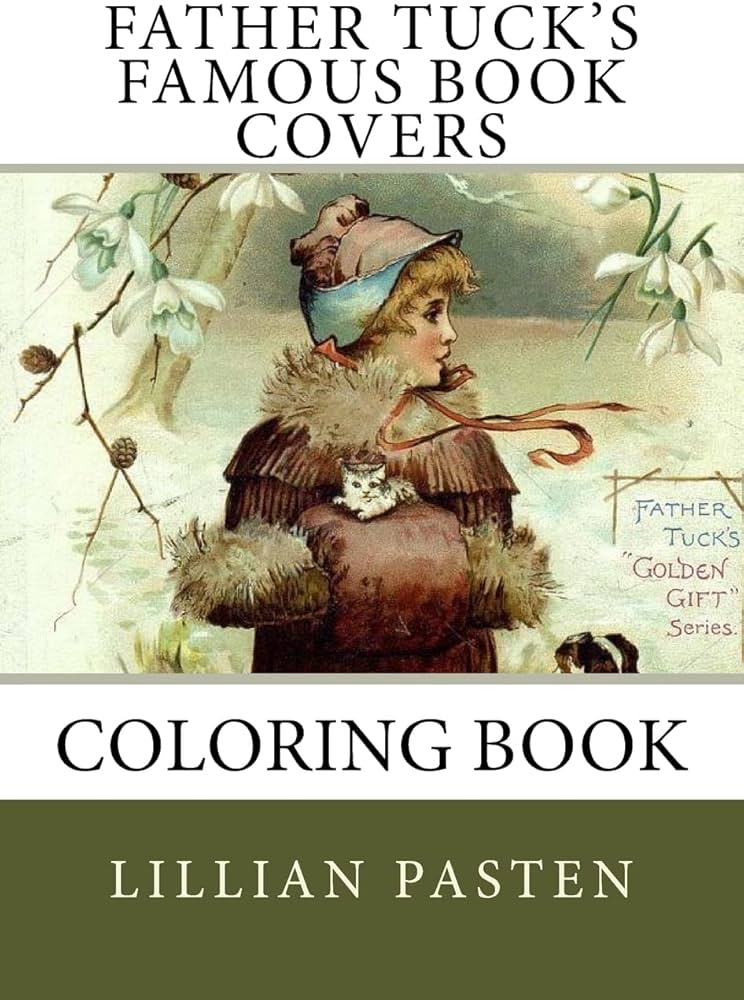 FATHER TUCK'S
FAMOUS BOOK
COVERS
FATHER
TUCK'S
"GOLDEN
GIFT"
Series.
COLORING BOOK
LILLIAN PASTEN